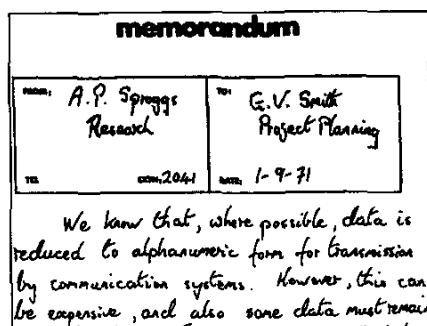 memorandum
FROM: A.P. Sproggs
Research
TEL EXTN: 2041
TO: G.V. Smith
Project Planning
DATE: 1-9-71
We know that, where possible, data is
reduced to alphanumeric form for transmission
by communication systems. However, this can
be expensive, and also some data must remain